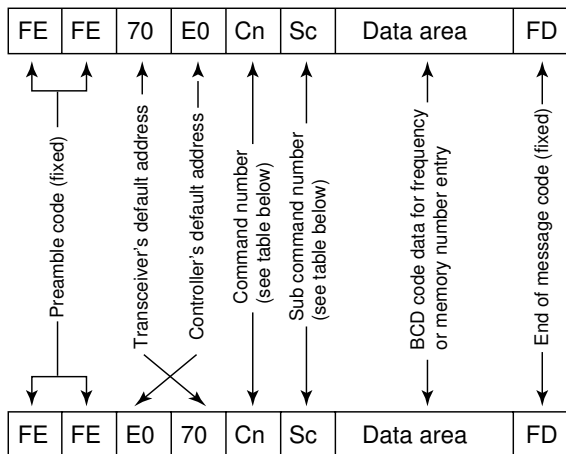 FE FE 70 E0 Cn Sc Data area FD
Preamble code (fixed)
Transceiver's default address
Controller's default address
Command number
(see table below)
Sub command number
(see table below)
BCD code data for frequency
or memory number entry
End of message code (fixed)
FE FE E0 70 Cn Sc Data area FD